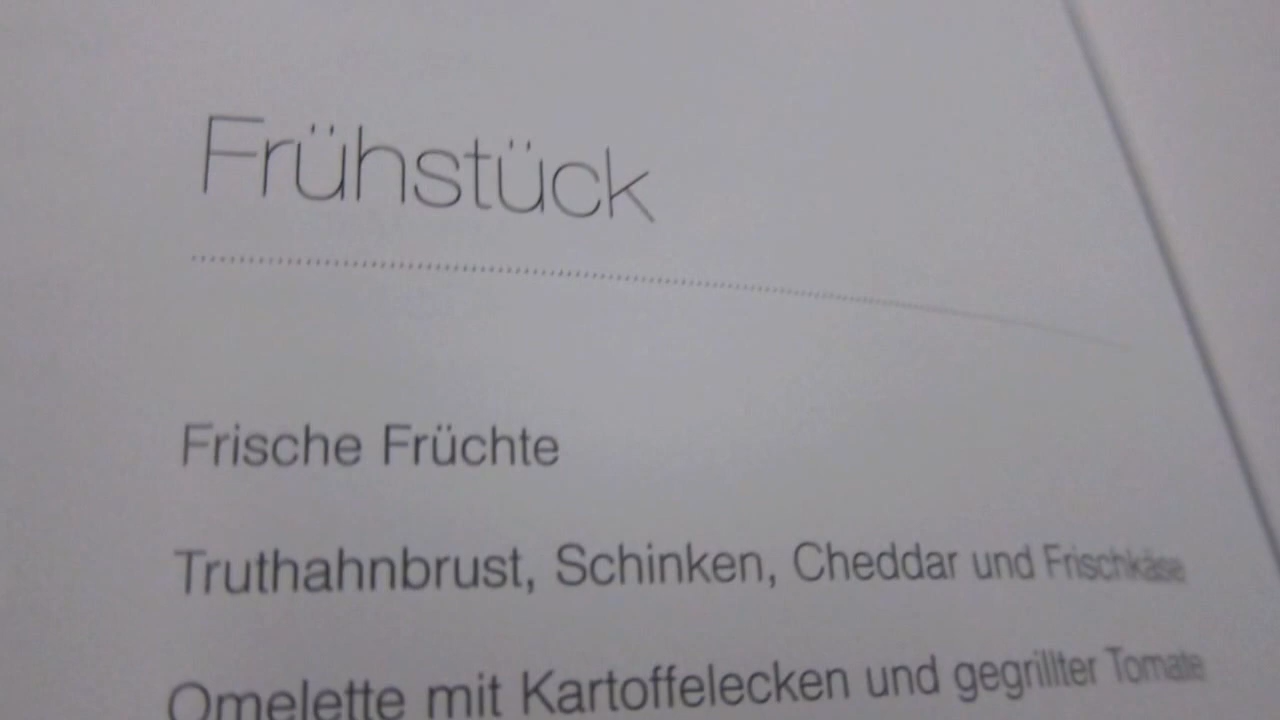 Frühstück
Frische Früchte
Truthahnbrust, Schinken, Cheddar und Frischkäse
Omelette mit Kartoffelecken und gegrillter Tomate